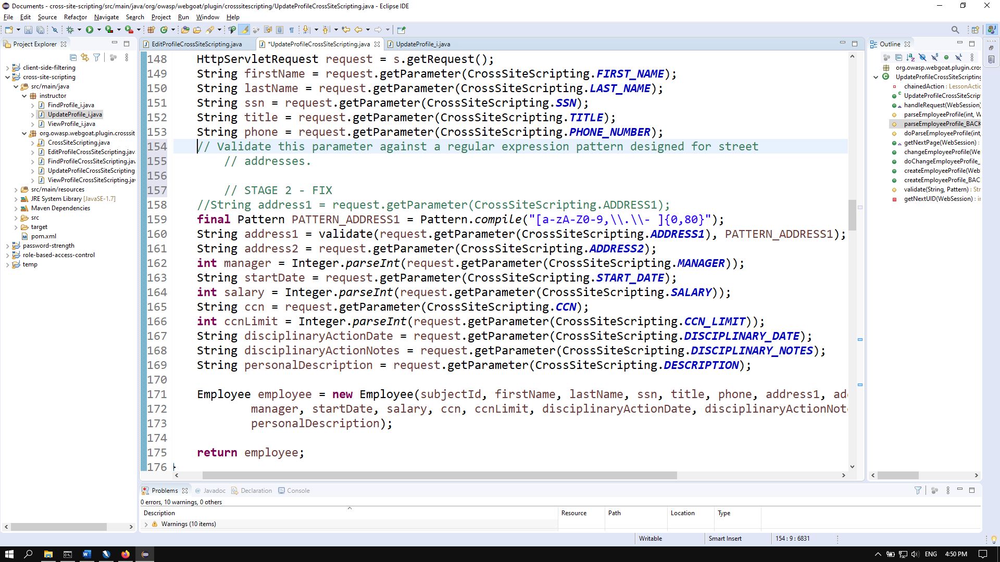 Documents - cross-site-scripting/src/main/java/org/owasp/webgoat/plugin/crosssitescripting/UpdateProfileCrossSiteScripting.java - Eclipse IDE
File Edit Source Refactor Navigate Search Project Run Window Help
Project Explorer
client-side-filtering
cross-site-scripting
src/main/java
instructor
FindProfile_i.java
UpdateProfile_i.java
ViewProfile_i.java
org.owasp.webgoat.plugin.crosssit
CrossSiteScripting.java
EditProfileCrossSiteScripting.jav
FindProfileCrossSiteScripting.jav
UpdateProfileCrossSiteScripting
ViewProfileCrossSiteScripting.jav
src/main/resources
JRE System Library [JavaSE-1.7]
Maven Dependencies
src
target
pom.xml
password-strength
role-based-access-control
temp
EditProfileCrossSiteScripting.java *UpdateProfileCrossSiteScripting.java UpdateProfile_i.java
148 HttpServletRequest request = s.getRequest();
149 String firstName = request.getParameter(CrossSiteScripting.FIRST_NAME);
150 String lastName = request.getParameter(CrossSiteScripting.LAST_NAME);
151 String ssn = request.getParameter(CrossSiteScripting.SSN);
152 String title = request.getParameter(CrossSiteScripting.TITLE);
153 String phone = request.getParameter(CrossSiteScripting.PHONE_NUMBER);
154 // Validate this parameter against a regular expression pattern designed for street
155 // addresses.
156
157 // STAGE 2 - FIX
158 //String address1 = request.getParameter(CrossSiteScripting.ADDRESS1);
159 final Pattern PATTERN_ADDRESS1 = Pattern.compile("[a-zA-Z0-9,\\.\\- ]{0,80}");
160 String address1 = validate(request.getParameter(CrossSiteScripting.ADDRESS1), PATTERN_ADDRESS1);
161 String address2 = request.getParameter(CrossSiteScripting.ADDRESS2);
162 int manager = Integer.parseInt(request.getParameter(CrossSiteScripting.MANAGER));
163 String startDate = request.getParameter(CrossSiteScripting.START_DATE);
164 int salary = Integer.parseInt(request.getParameter(CrossSiteScripting.SALARY));
165 String ccn = request.getParameter(CrossSiteScripting.CCN);
166 int ccnLimit = Integer.parseInt(request.getParameter(CrossSiteScripting.CCN_LIMIT));
167 String disciplinaryActionDate = request.getParameter(CrossSiteScripting.DISCIPLINARY_DATE);
168 String disciplinaryActionNotes = request.getParameter(CrossSiteScripting.DISCIPLINARY_NOTES);
169 String personalDescription = request.getParameter(CrossSiteScripting.DESCRIPTION);
170
171 Employee employee = new Employee(subjectId, firstName, lastName, ssn, title, phone, address1, ad
172 manager, startDate, salary, ccn, ccnLimit, disciplinaryActionDate, disciplinaryActionNot
173 personalDescription);
174
175 return employee;
176 }
Outline
org.owasp.webgoat.plugin.cros
UpdateProfileCrossSiteScripting
chainedAction : LessonActio
UpdateProfileCrossSiteScrip
handleRequest(WebSession)
parseEmployeeProfile(int, W
parseEmployeeProfile_BACK
doParseEmployeeProfile(int,
getNextPage(WebSession) :
changeEmployeeProfile(We
doChangeEmployeeProfile_
createEmployeeProfile(Web
createEmployeeProfile_BAC
validate(String, Pattern) : Str
getNextUID(WebSession) : in
Problems Javadoc Declaration Console
0 errors, 10 warnings, 0 others
Description Resource Path Location Type
Warnings (10 items)
Writable Smart Insert 154 : 9 : 6831
ENG 4:50 PM